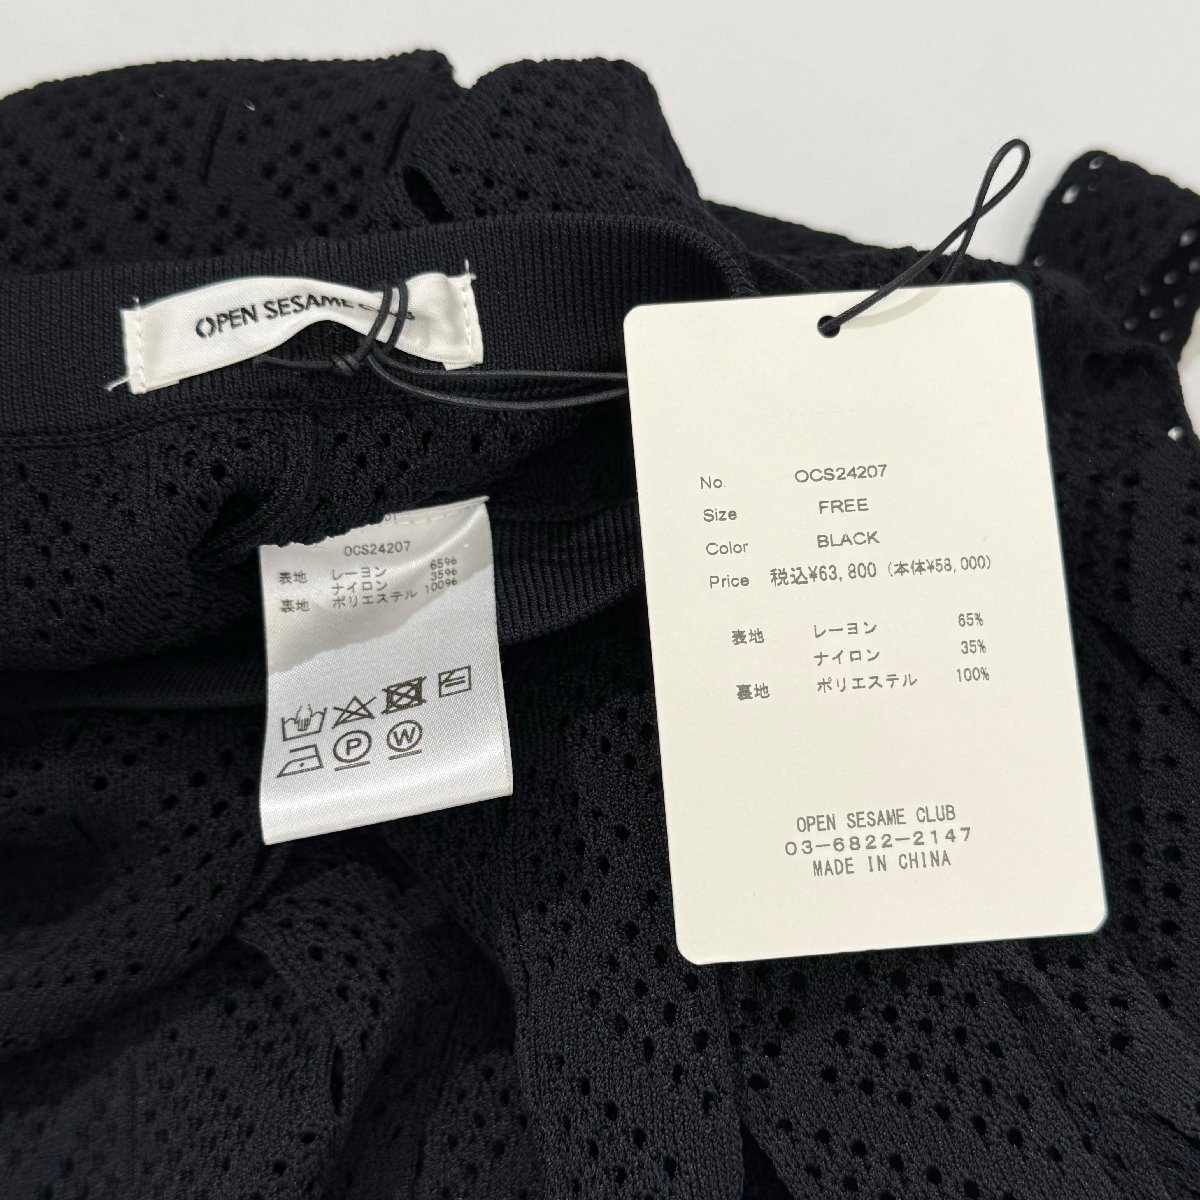 OPEN SESAME CLUB
OCS24207
表地 レーヨン 65%
ナイロン 35%
裏地 ポリエステル 100%
P W
No. OCS24207
Size FREE
Color BLACK
Price 税込¥63,800 (本体¥58,000)
表地 レーヨン 65%
ナイロン 35%
裏地 ポリエステル 100%
OPEN SESAME CLUB
03-6822-2147
MADE IN CHINA